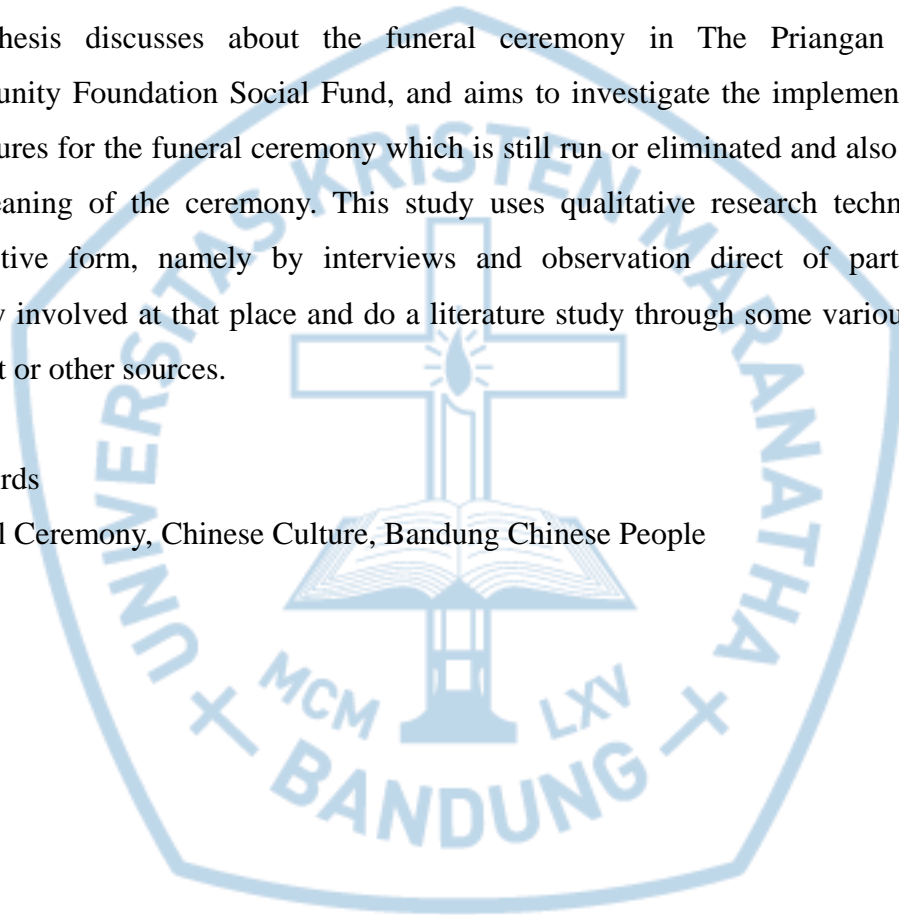 hesis discusses about the funeral ceremony in The Priangan
unity Foundation Social Fund, and aims to investigate the implemen
ures for the funeral ceremony which is still run or eliminated and also
eaning of the ceremony. This study uses qualitative research techn
tive form, namely by interviews and observation direct of part
y involved at that place and do a literature study through some variou
t or other sources.
rds
l Ceremony, Chinese Culture, Bandung Chinese People
UNIVERSITAS KRISTEN MARANATHA
MCM LXV
BANDUNG